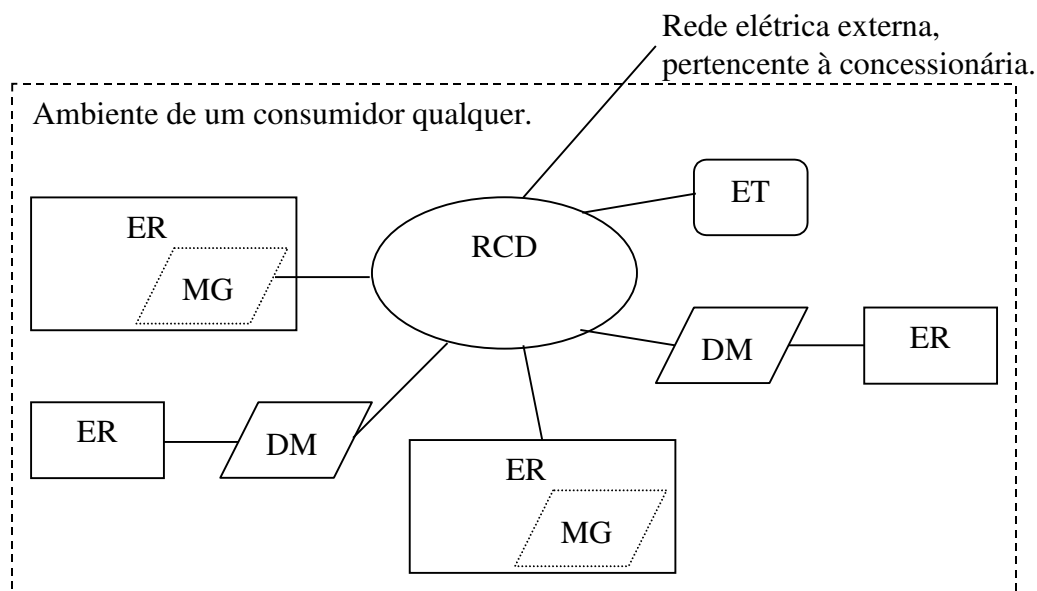 Rede elétrica externa,
pertencente à concessionária.
Ambiente de um consumidor qualquer.
ET
ER
RCD
MG
DM
ER
ER
DM
ER
MG